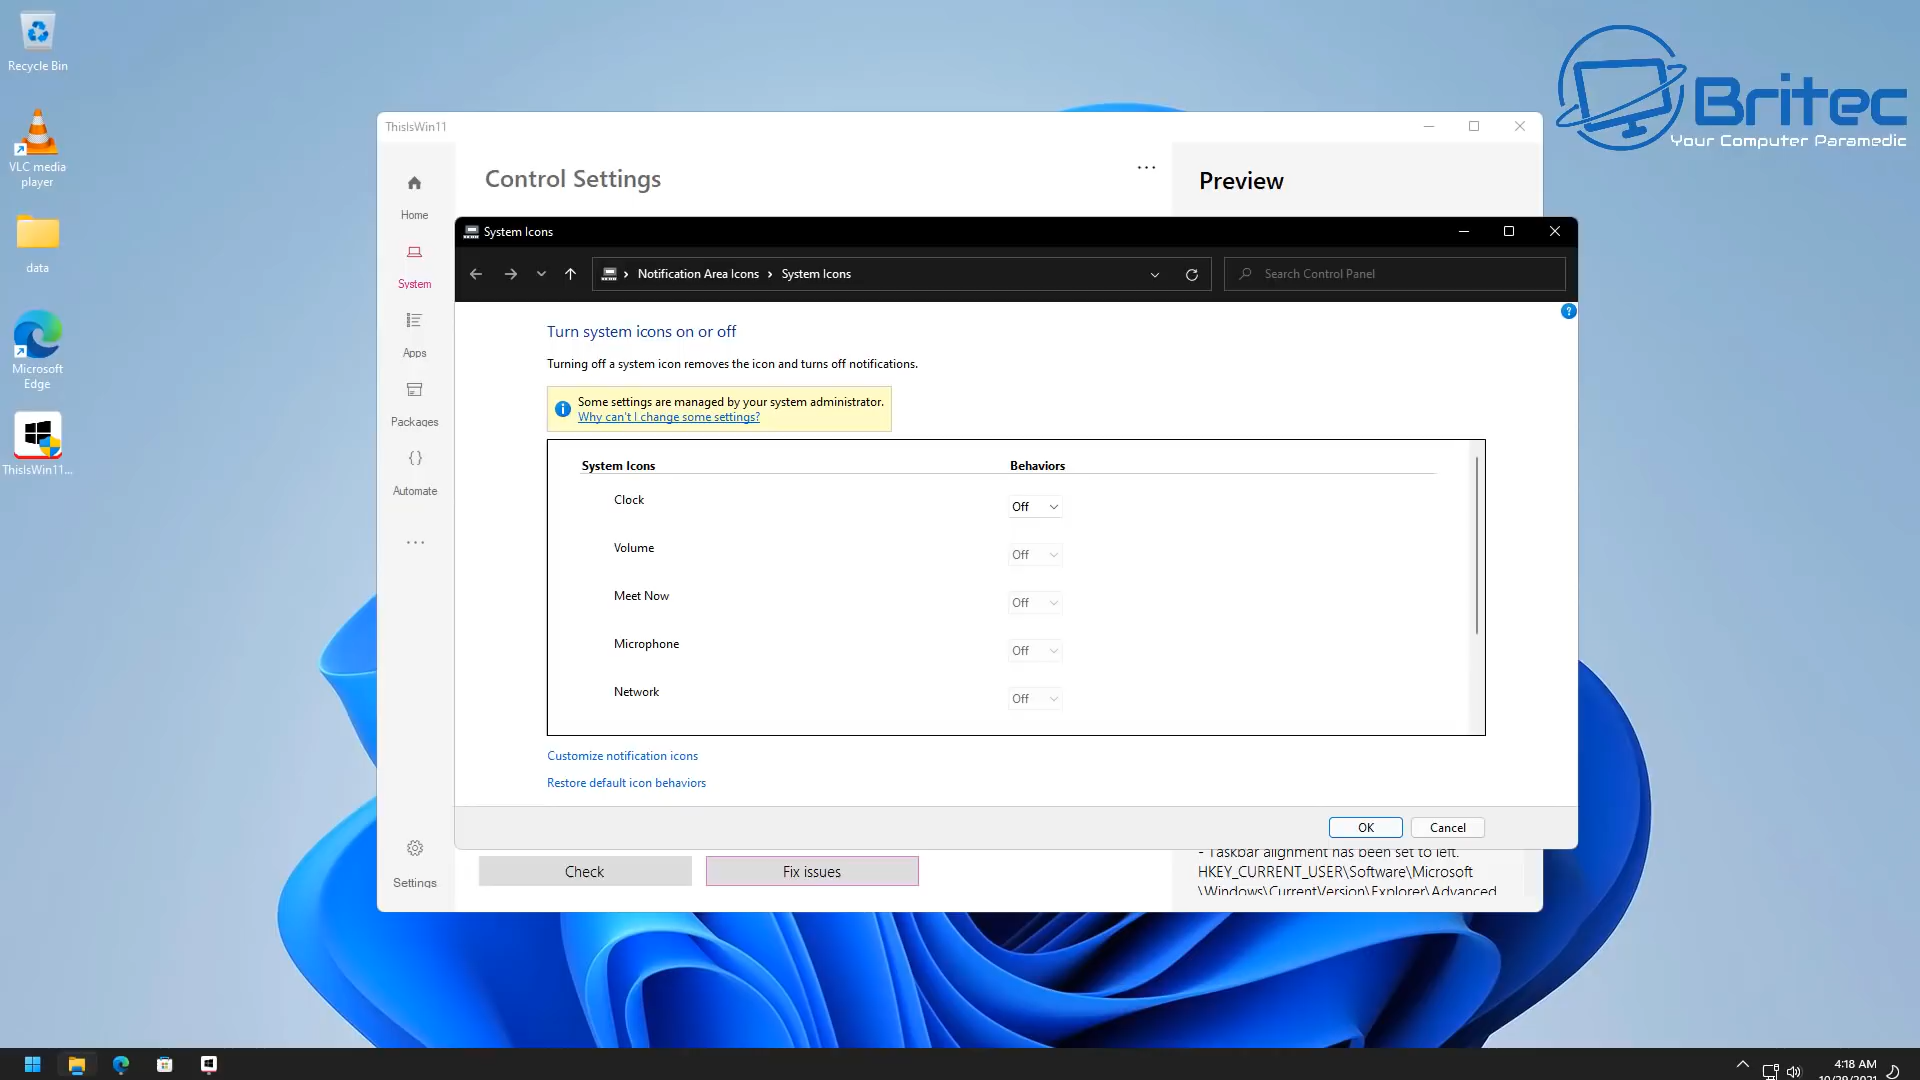 Recycle Bin
VLC media
player
data
Microsoft
Edge
ThisIsWin11...
Britec
Your Computer Paramedic
ThisIsWin11
Home
System
Apps
Packages
Automate
Settings
Control Settings
Preview
System Icons
Notification Area Icons
System Icons
Search Control Panel
Turn system icons on or off
Turning off a system icon removes the icon and turns off notifications.
Some settings are managed by your system administrator.
Why can't I change some settings?
System Icons Behaviors
Clock Off
Volume Off
Meet Now Off
Microphone Off
Network Off
Customize notification icons
Restore default icon behaviors
OK Cancel
Check Fix issues
- Taskbar alignment has been set to left.
HKEY_CURRENT_USER\Software\Microsoft
\Windows\CurrentVersion\Explorer\Advanced
4:18 AM